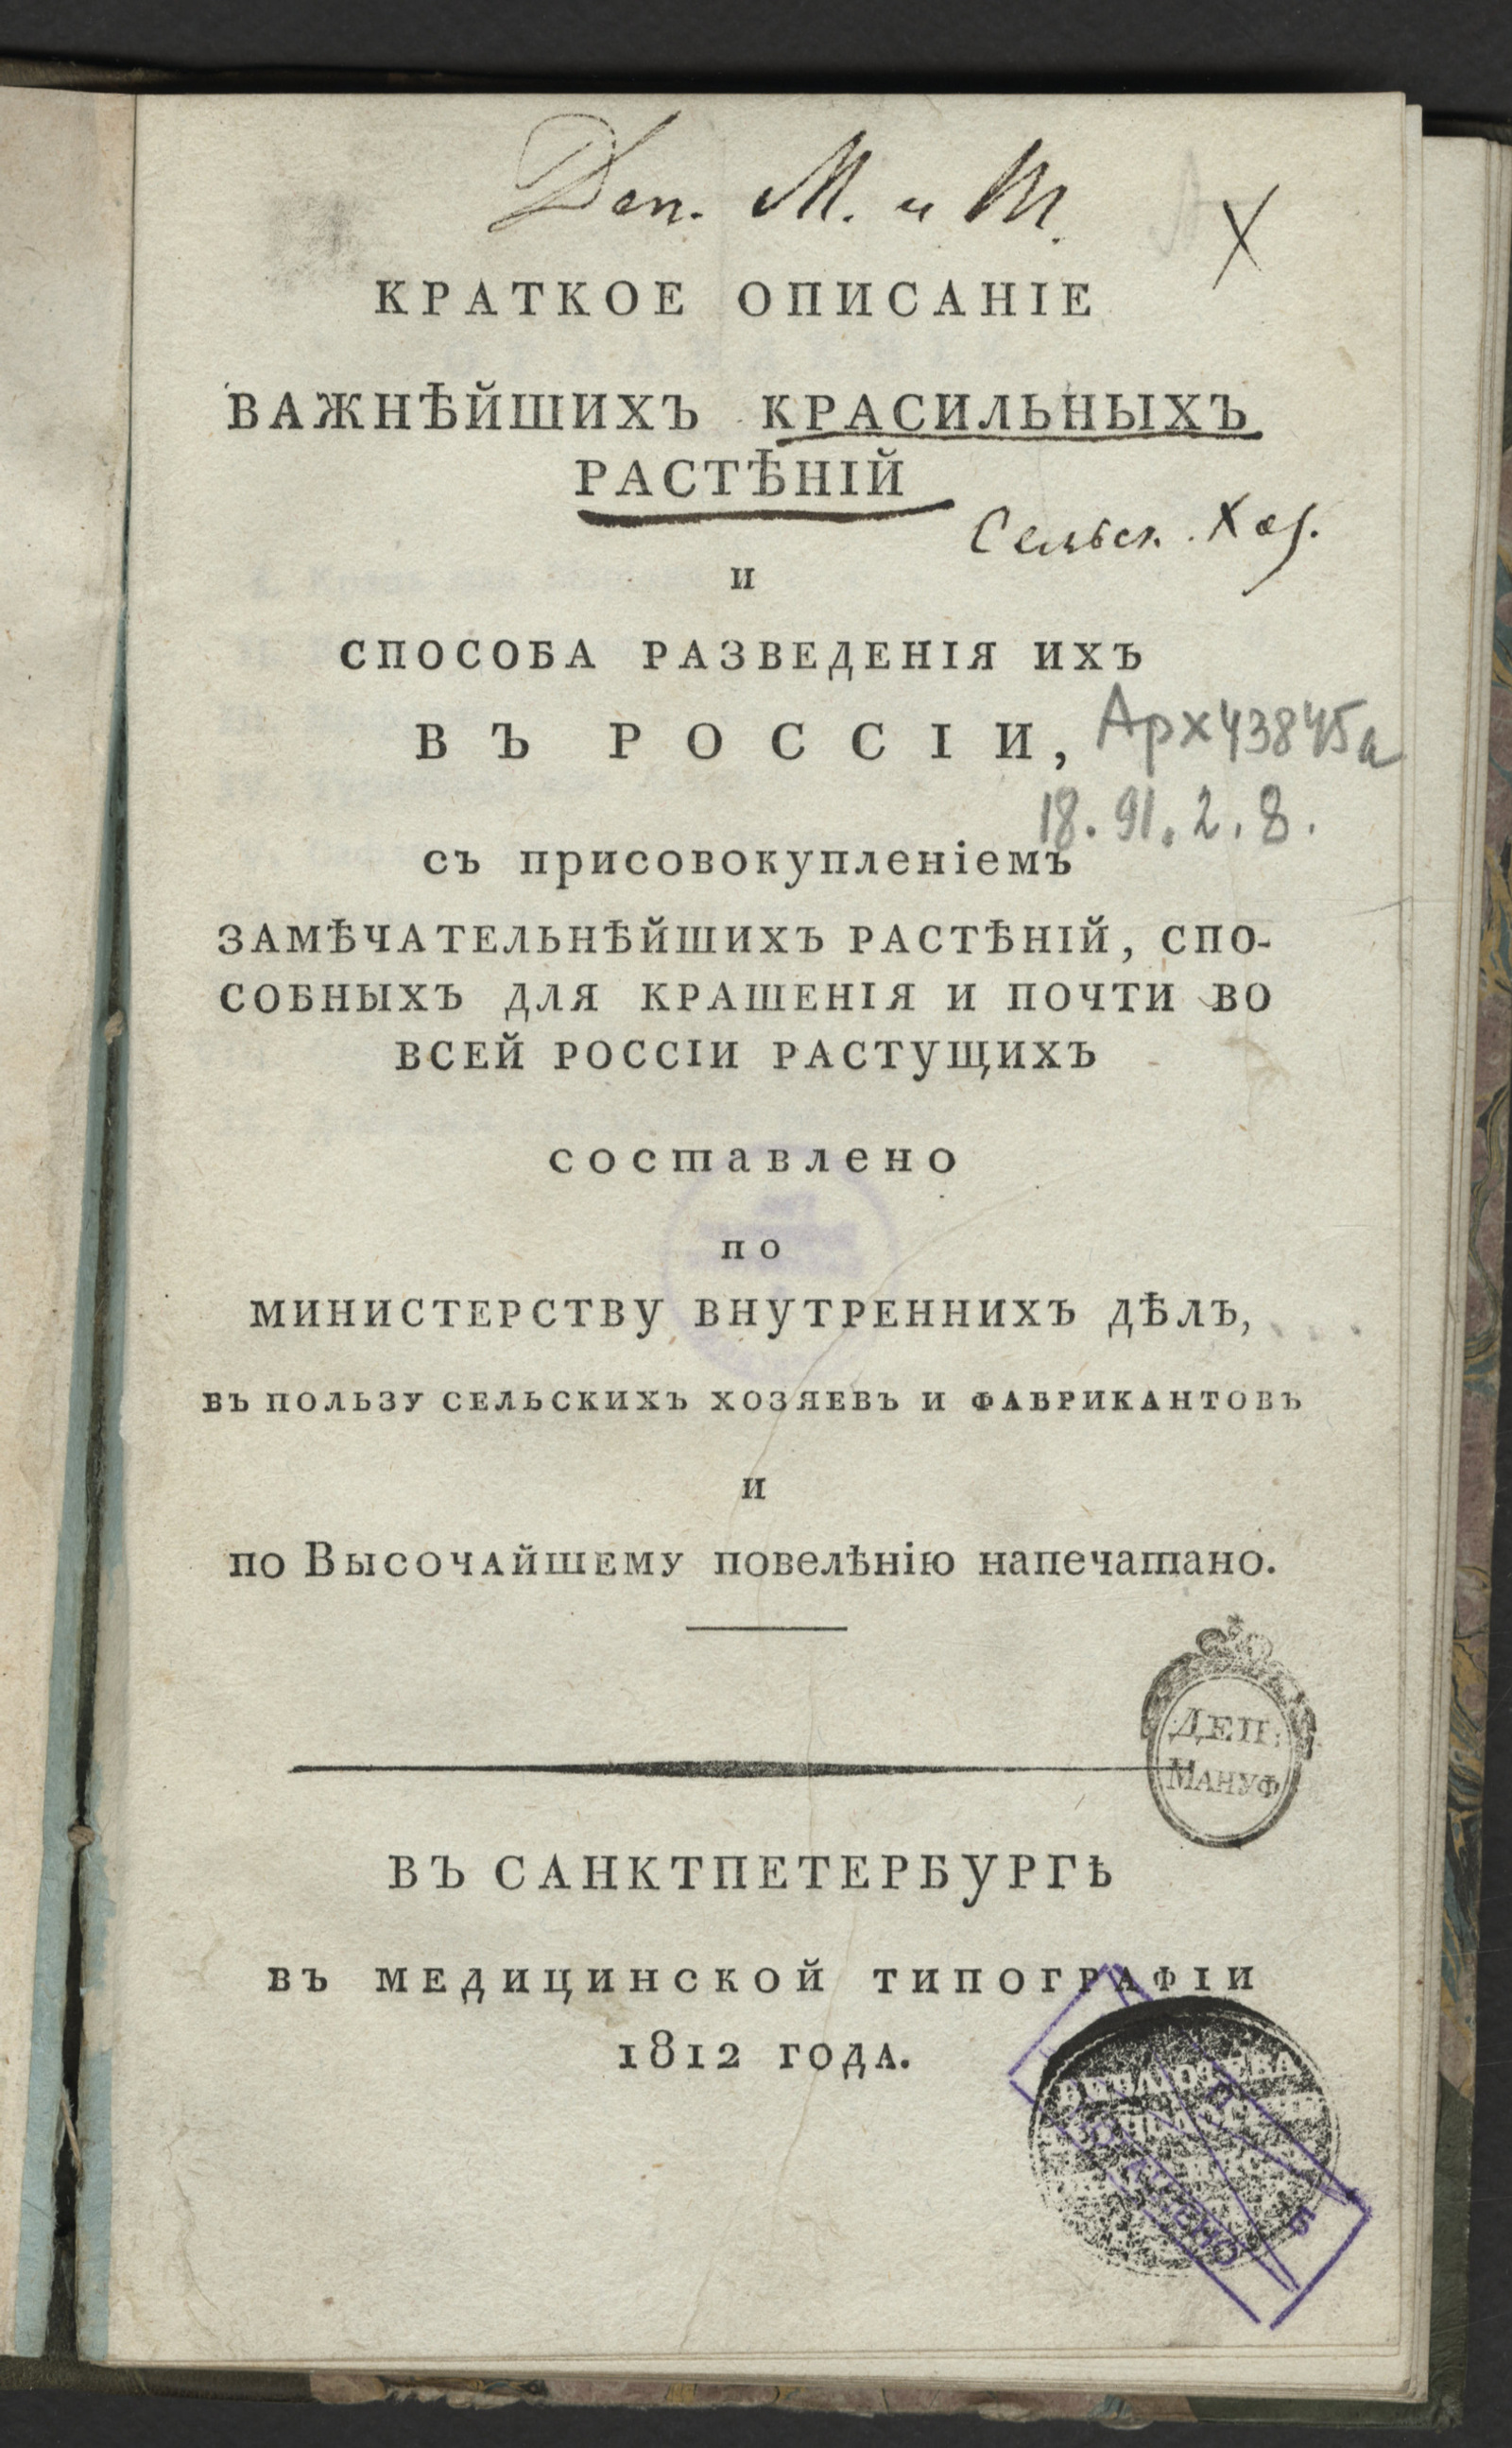 Деп. М. и Т.
X
КРАТКОЕ ОПИСАНІЕ
ВАЖНѢЙШИХЪ КРАСИЛЬНЫХЪ
РАСТѢНІЙ
Сельск. Хоз.
И
СПОСОБА РАЗВЕДЕНІЯ ИХЪ
ВЪ РОССІИ,
Арх43845а
18.91.2.8.
съ присовокупленіемъ
ЗАМѢЧАТЕЛЬНѢЙШИХЪ РАСТѢНІЙ, СПО-
СОБНЫХЪ ДЛЯ КРАШЕНІЯ И ПОЧТИ ВО
ВСЕЙ РОССІИ РАСТУЩИХЪ
составлено
по
МИНИСТЕРСТВУ ВНУТРЕННИХЪ ДѢЛЪ,
ВЪ ПОЛЬЗУ СЕЛЬСКИХЪ ХОЗЯЕВЪ И ФАБРИКАНТОВЪ
И
по ВЫСОЧАЙШЕМУ повелѣнію напечатано.
ДЕП:
МАНУФ
ВЪ САНКТПЕТЕРБУРГѢ
ВЪ МЕДИЦИНСКОЙ ТИПОГРАФІИ
1812 ГОДА.
БИБЛІОТЕКА